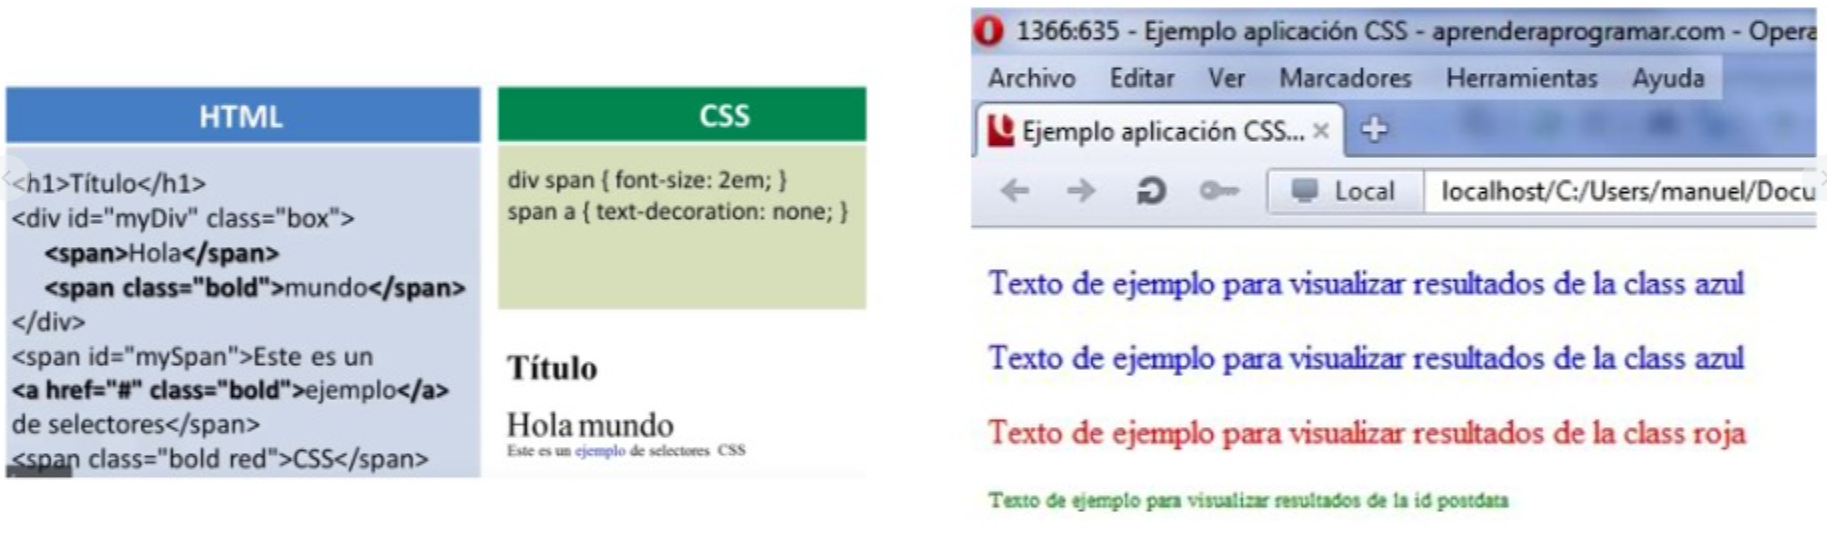 HTML
<h1>Título</h1>
<div id="myDiv" class="box">
<span>Hola</span>
<span class="bold">mundo</span>
</div>
<span id="mySpan">Este es un
<a href="#" class="bold">ejemplo</a>
de selectores</span>
<span class="bold red">CSS</span>
CSS
div span { font-size: 2em; }
span a { text-decoration: none; }
Título
Hola mundo
Este es un ejemplo de selectores CSS
1366:635 - Ejemplo aplicación CSS - aprenderaprogramar.com - Opera
Archivo Editar Ver Marcadores Herramientas Ayuda
Ejemplo aplicación CSS...
Local localhost/C:/Users/manuel/Docu
Texto de ejemplo para visualizar resultados de la class azul
Texto de ejemplo para visualizar resultados de la class azul
Texto de ejemplo para visualizar resultados de la class roja
Texto de ejemplo para visualizar resultados de la id postdata